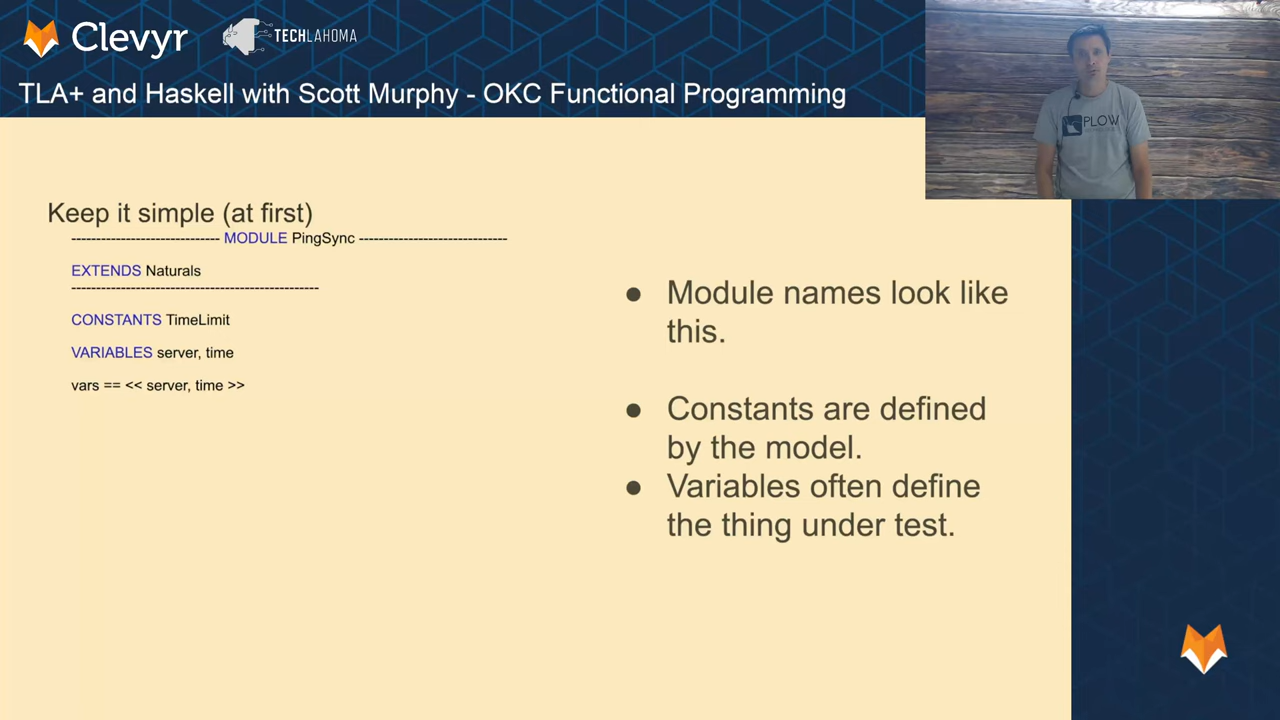 Clevyr
TECHLAHOMA
TLA+ and Haskell with Scott Murphy - OKC Functional Programming
PLOW
Keep it simple (at first)
------------------------------ MODULE PingSync ------------------------------
EXTENDS Naturals
--------------------------------------------------
CONSTANTS TimeLimit
VARIABLES server, time
vars == << server, time >>
● Module names look like
this.
● Constants are defined
by the model.
● Variables often define
the thing under test.